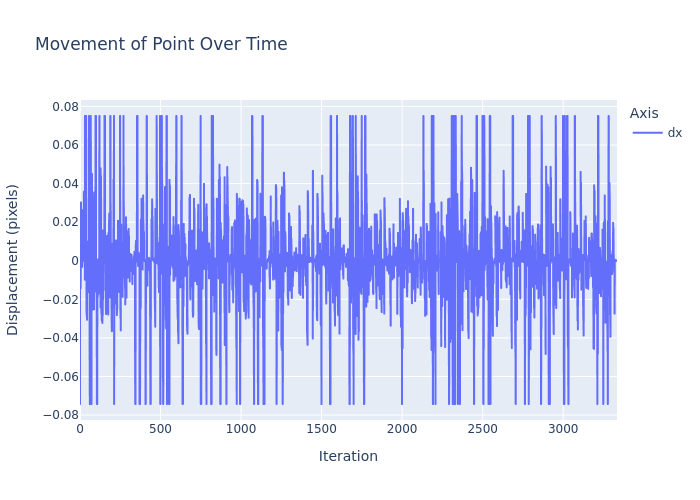 Movement of Point Over Time
Axis
dx
Displacement (pixels)
0.08
0.06
0.04
0.02
0
−0.02
−0.04
−0.06
−0.08
0 500 1000 1500 2000 2500 3000
Iteration